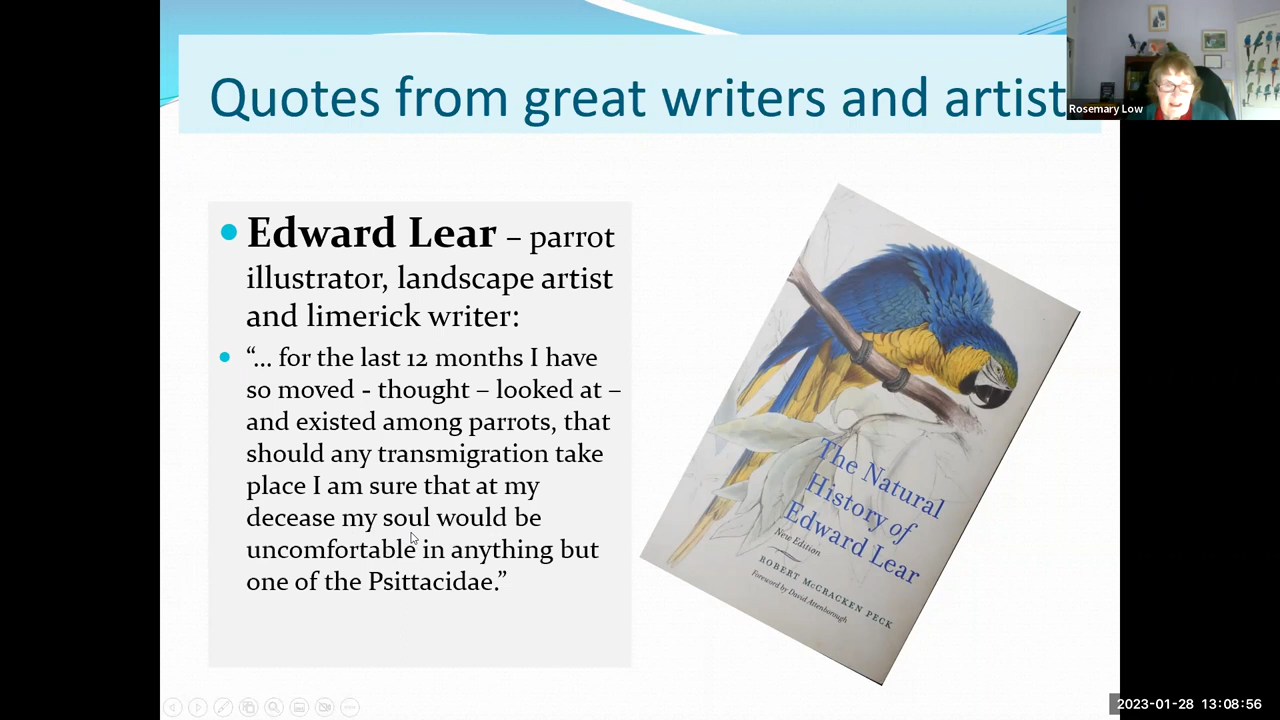 Quotes from great writers and artist
Rosemary Low
Edward Lear – parrot
illustrator, landscape artist
and limerick writer:
“… for the last 12 months I have
so moved - thought – looked at –
and existed among parrots, that
should any transmigration take
place I am sure that at my
decease my soul would be
uncomfortable in anything but
one of the Psittacidae.”
The Natural
History of
Edward Lear
New Edition
ROBERT McCRACKEN PECK
Foreword by David Attenborough
2023-01-28 13:08:56